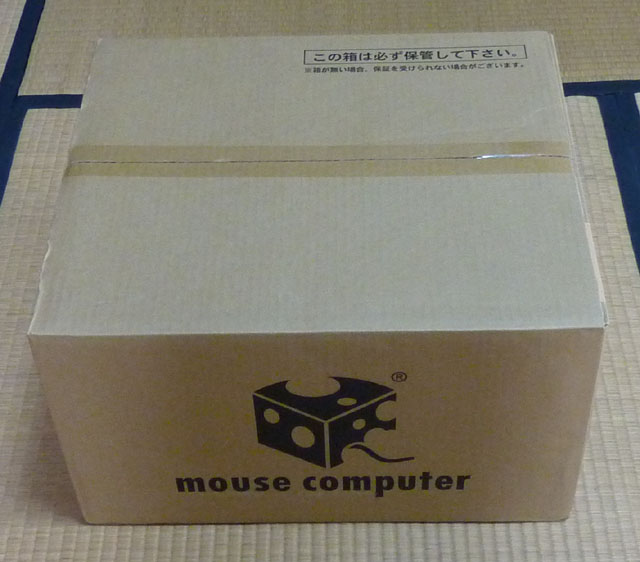 この箱は必ず保管して下さい。
※箱が無い場合、保証を受けられない場合がございます。
®
mouse computer